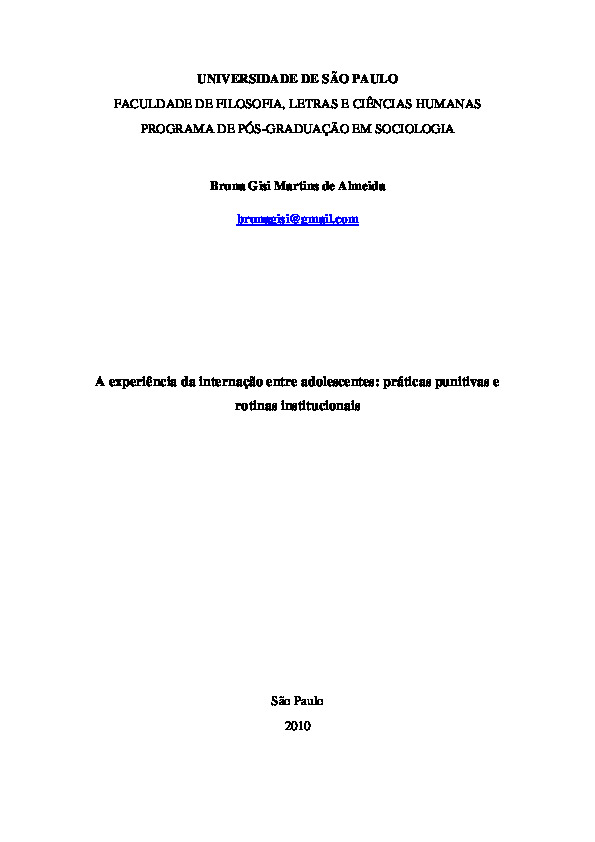 UNIVERSIDADE DE SÃO PAULO
FACULDADE DE FILOSOFIA, LETRAS E CIÊNCIAS HUMANAS
PROGRAMA DE PÓS-GRADUAÇÃO EM SOCIOLOGIA
Bruna Gisi Martins de Almeida
brunagisi@gmail.com
A experiência da internação entre adolescentes: práticas punitivas e
rotinas institucionais
São Paulo
2010